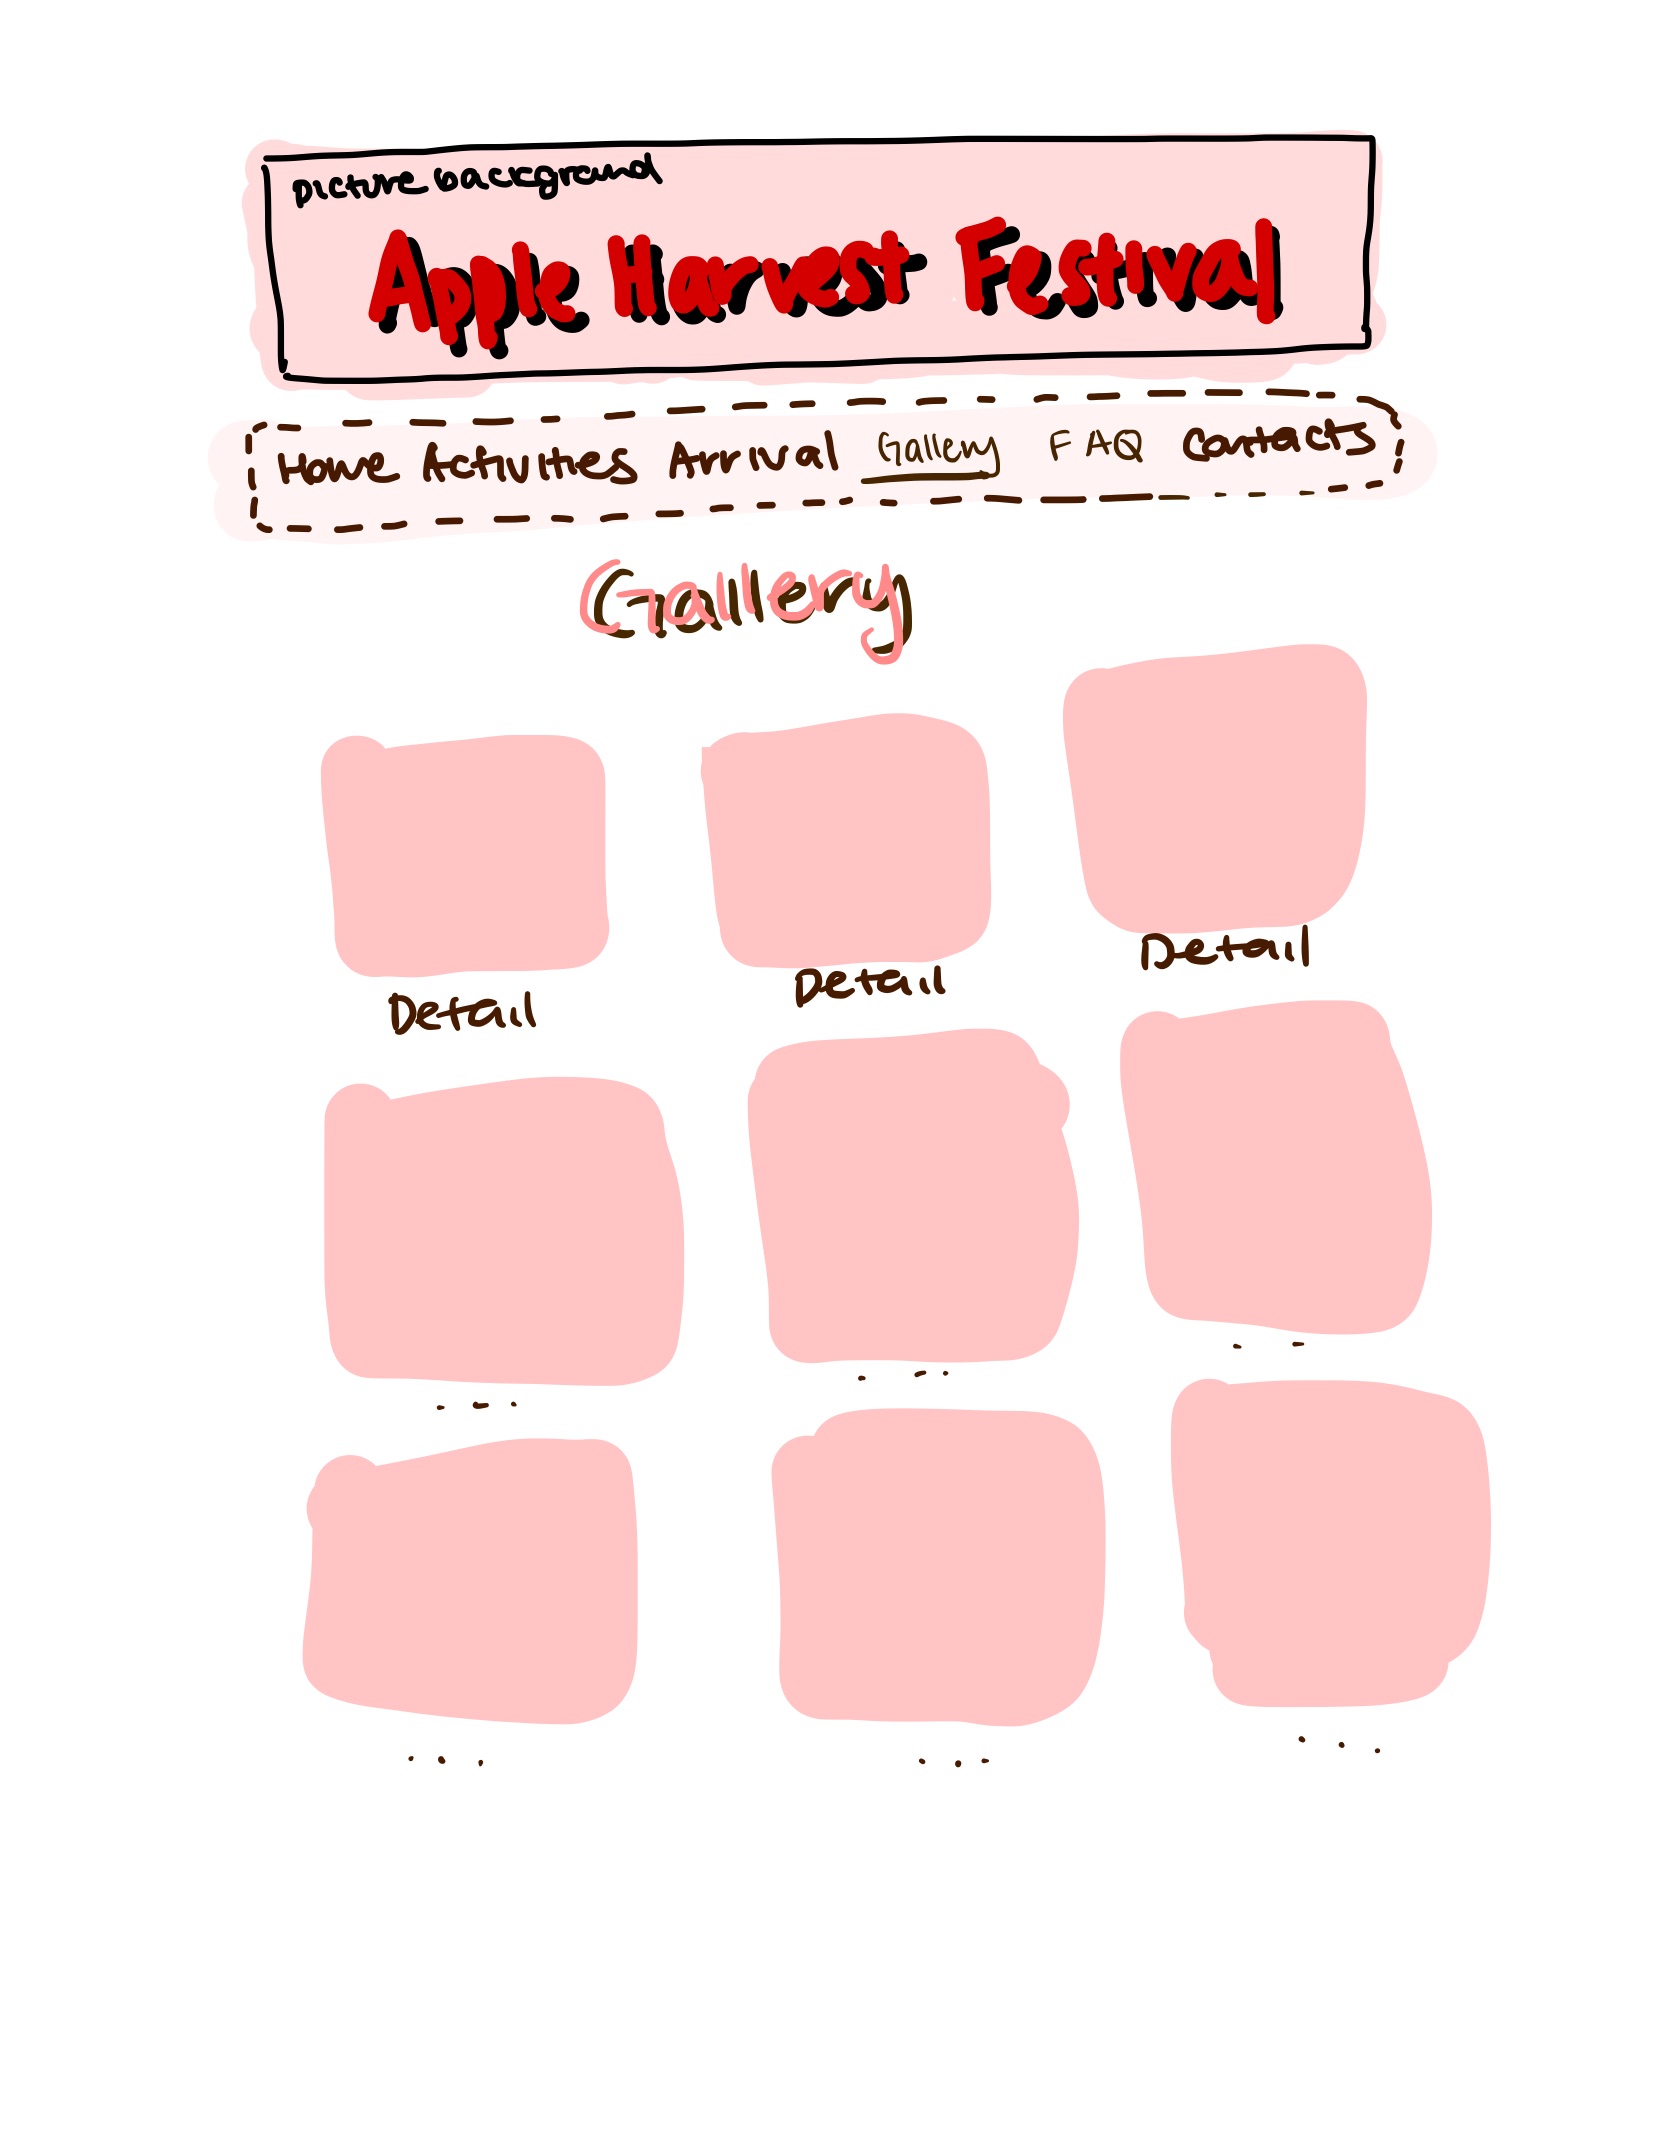 picture background
Apple Harvest Festival
Home Activities Arrival Gallery FAQ Contacts
Gallery
Detail Detail Detail
... ... ..
... ... ...